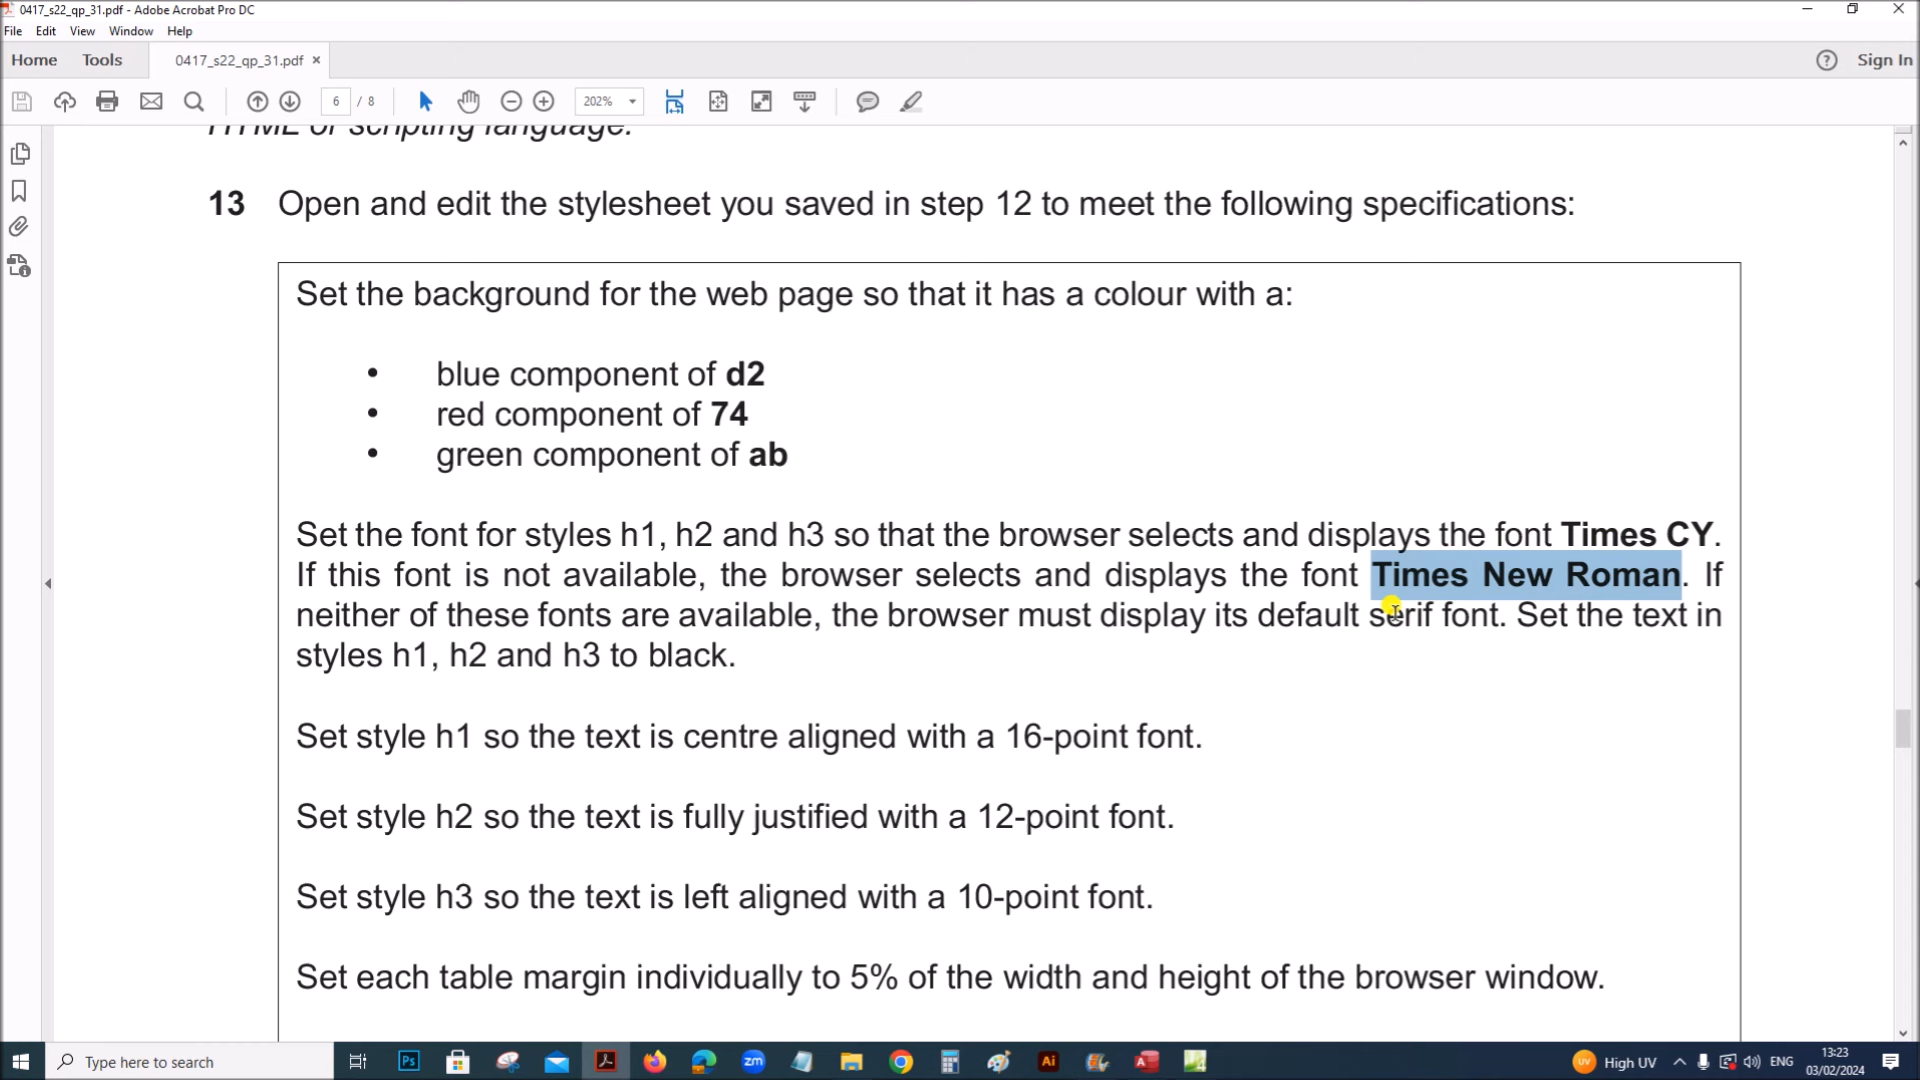 0417_s22_qp_31.pdf - Adobe Acrobat Pro DC
File Edit View Window Help
Home Tools 0417_s22_qp_31.pdf × Sign In
6 / 8 202%
HTML or scripting language.
13 Open and edit the stylesheet you saved in step 12 to meet the following specifications:
Set the background for the web page so that it has a colour with a:
• blue component of d2
• red component of 74
• green component of ab
Set the font for styles h1, h2 and h3 so that the browser selects and displays the font Times CY.
If this font is not available, the browser selects and displays the font Times New Roman. If
neither of these fonts are available, the browser must display its default serif font. Set the text in
styles h1, h2 and h3 to black.
Set style h1 so the text is centre aligned with a 16-point font.
Set style h2 so the text is fully justified with a 12-point font.
Set style h3 so the text is left aligned with a 10-point font.
Set each table margin individually to 5% of the width and height of the browser window.
Type here to search
Ps
zm
Ai
High UV
ENG
13:23
03/02/2024